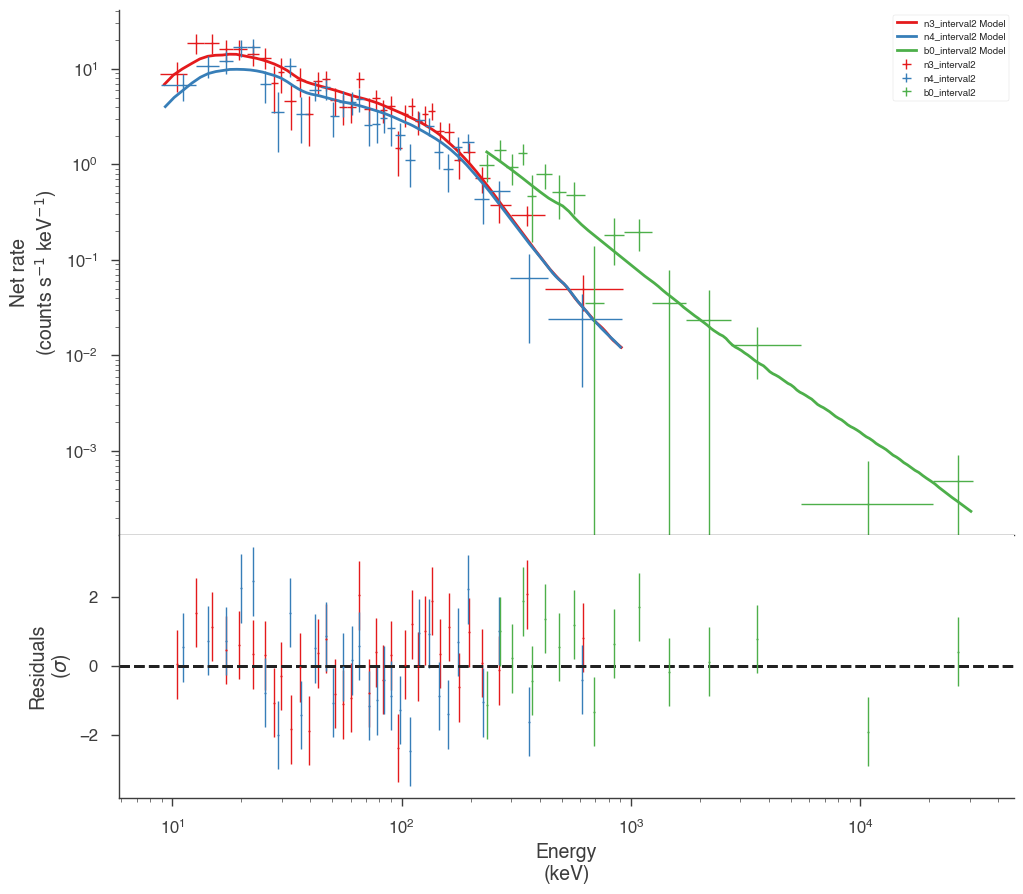 n3_interval2 Model
n4_interval2 Model
b0_interval2 Model
n3_interval2
n4_interval2
b0_interval2
Net rate
(counts s⁻¹ keV⁻¹)
10¹
10⁰
10⁻¹
10⁻²
10⁻³
Residuals
(σ)
2
0
−2
10¹ 10² 10³ 10⁴
Energy
(keV)